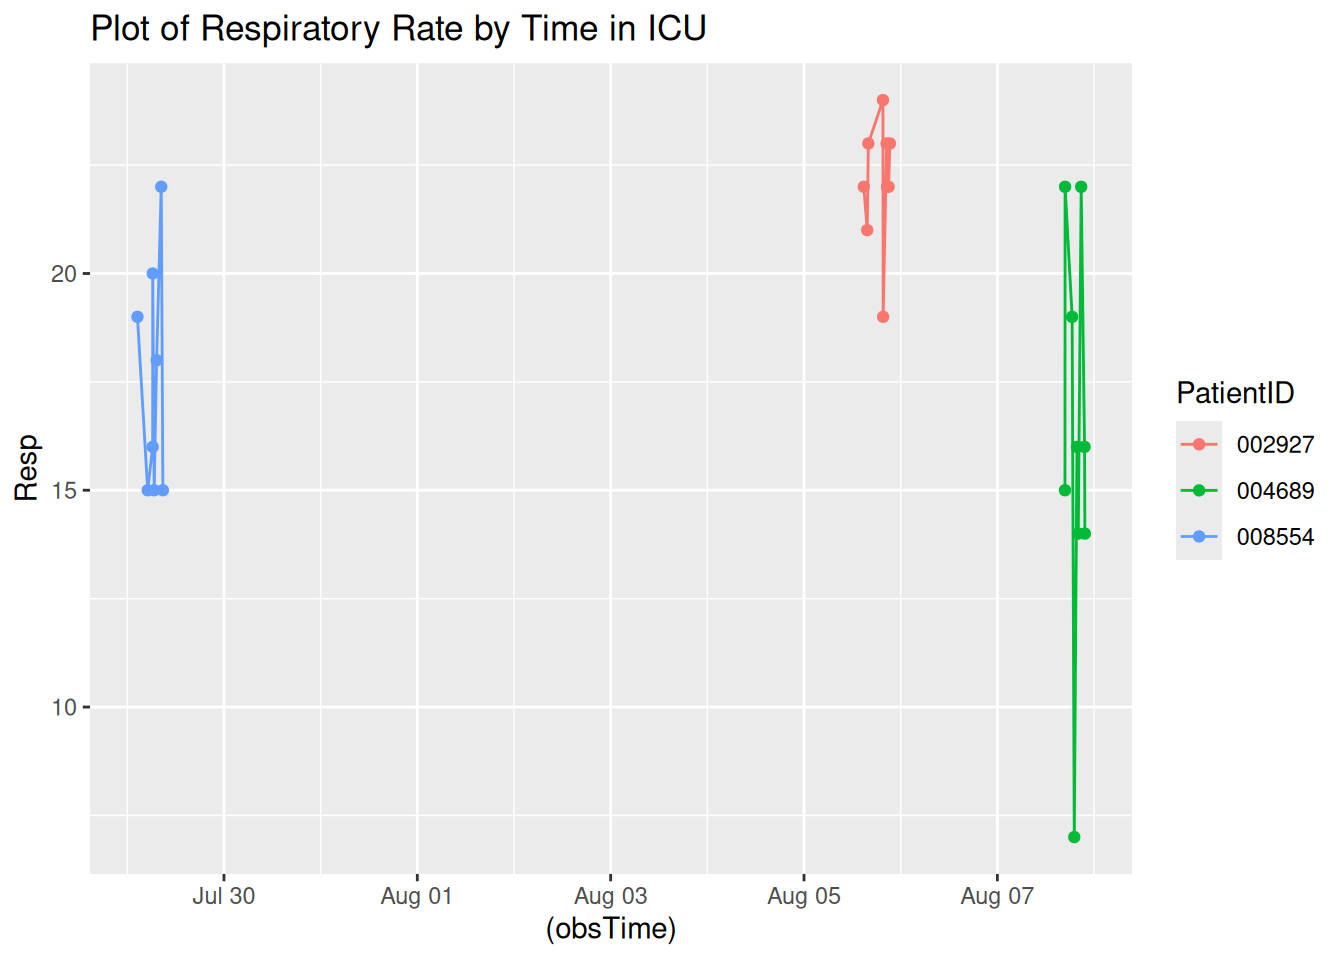 Plot of Respiratory Rate by Time in ICU
Resp
20
15
10
Jul 30 Aug 01 Aug 03 Aug 05 Aug 07
(obsTime)
PatientID
002927
004689
008554